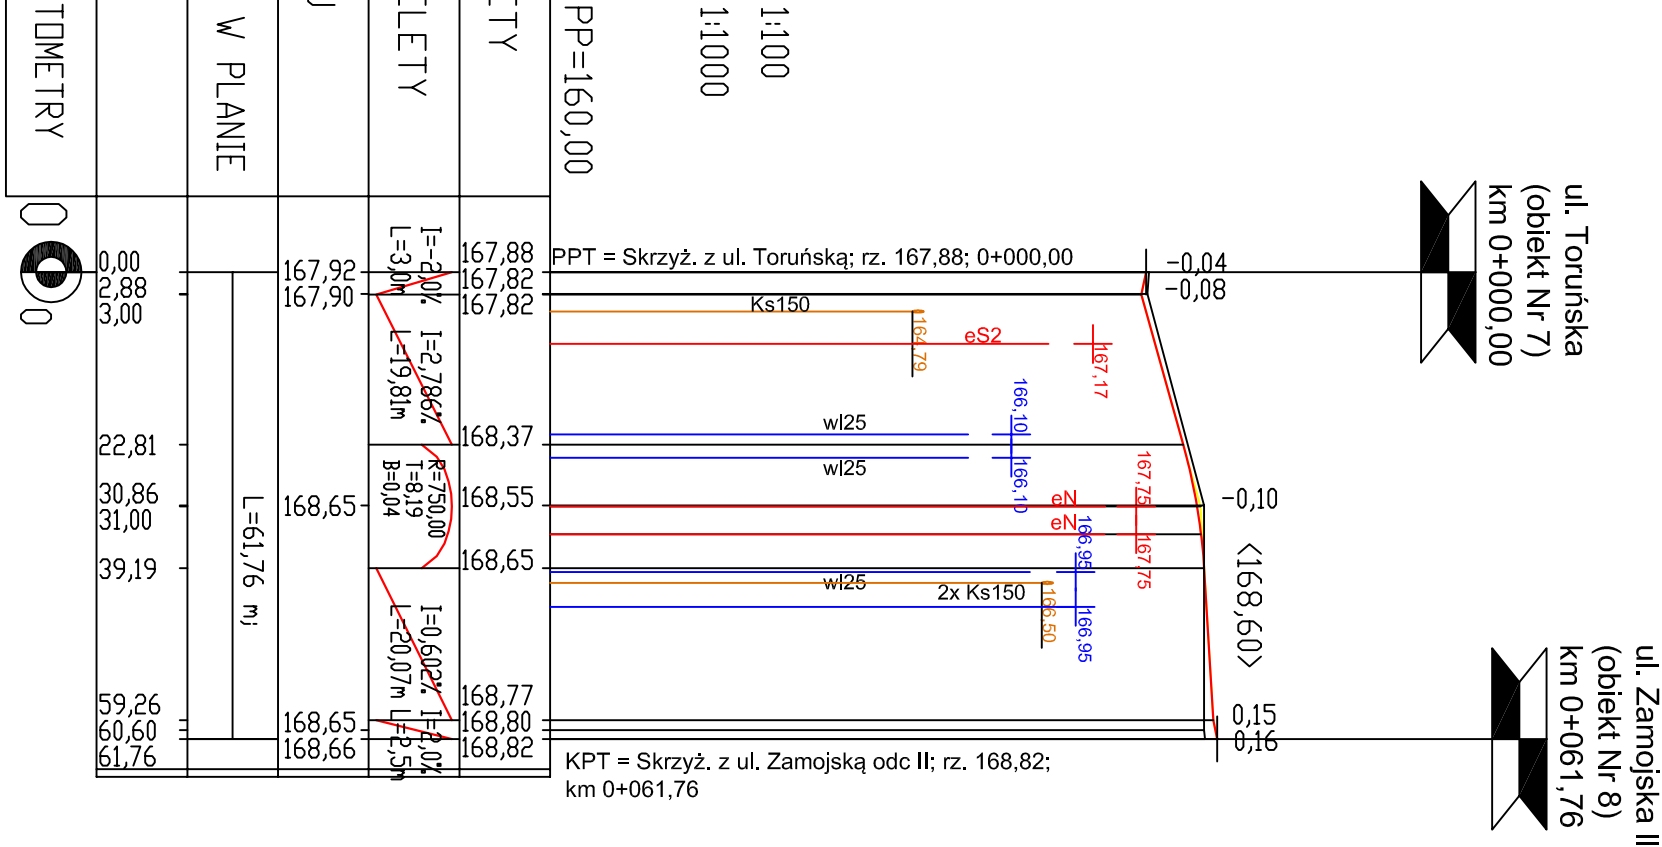 1:100
1:1000
PP=160,00
ETY
ELETY
W PLANIE
TOMETRY
ul. Toruńska
(obiekt Nr 7)
km 0+000,00
ul. Zamojska II
(obiekt Nr 8)
km 0+061,76
PPT = Skrzyż. z ul. Toruńską; rz. 167,88; 0+000,00
KPT = Skrzyż. z ul. Zamojską odc II; rz. 168,82;
km 0+061,76
-0,04
-0,08
-0,10
<168,60>
0,15
0,16
Ks150
164,79
eS2
167,17
wl25
166,10
wl25
166,10
eN
167,75
eN
167,75
166,95
wl25
2x Ks150
166,50
166,95
167,88
167,82
167,82
168,37
168,55
168,65
168,77
168,80
168,82
I=-2,0%
L=3,0m
I=2,786%
L=19,81m
R=750,00
T=8,19
B=0,04
I=0,602%
L=20,07m
I=2,0%
L=2,5m
167,92
167,90
168,65
168,65
168,66
L=61,76 m;
0,00
2,88
3,00
22,81
30,86
31,00
39,19
59,26
60,60
61,76
0
0